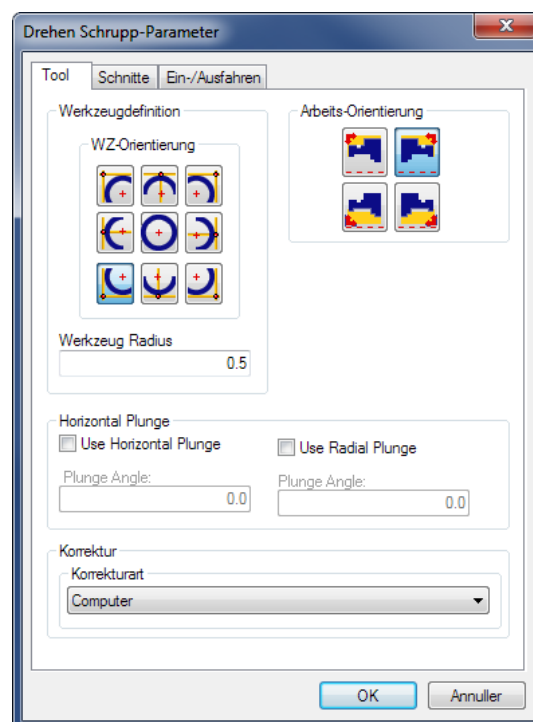 Drehen Schrupp-Parameter
Tool Schnitte Ein-/Ausfahren
Werkzeugdefinition
Arbeits-Orientierung
WZ-Orientierung
Werkzeug Radius
0.5
Horizontal Plunge
Use Horizontal Plunge
Use Radial Plunge
Plunge Angle:
Plunge Angle:
0.0
0.0
Korrektur
Korrekturart
Computer
OK Annuller